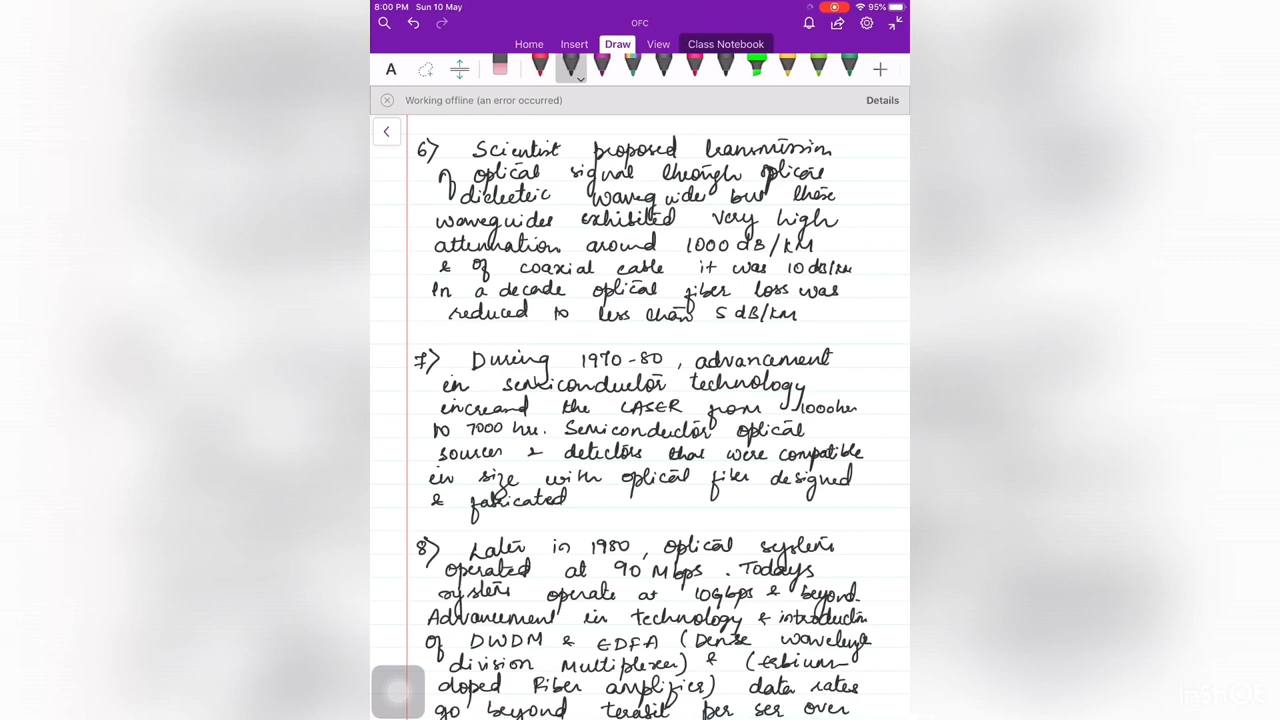 8:00 PM Sun 10 May 95%
OFC
Home Insert Draw View Class Notebook
A
Working offline (an error occurred) Details
6) Scientist proposed transmission
of optical signal through optical
dielectric waveguide but these
waveguides exhibited very high
attenuation around 1000 dB/KM
& of coaxial cable it was 10 dB/KM
In a decade optical fiber loss was
reduced to less than 5 dB/KM
7) During 1970-80, advancement
in semiconductor technology
increased the LASER from 1000 hrs
to 7000 hrs. Semiconductor optical
sources & detectors that were compatible
in size with optical fiber designed
& fabricated
8) Later in 1980, optical systems
operated at 90 Mbps. Todays
systems operate at 10Gbps & beyond.
Advancement in technology & introduction
of DWDM & EDFA (Dense wavelength
division Multiplexer) & (erbium-
doped Fiber amplifier) data rates
go beyond terabit per sec over
InShOt